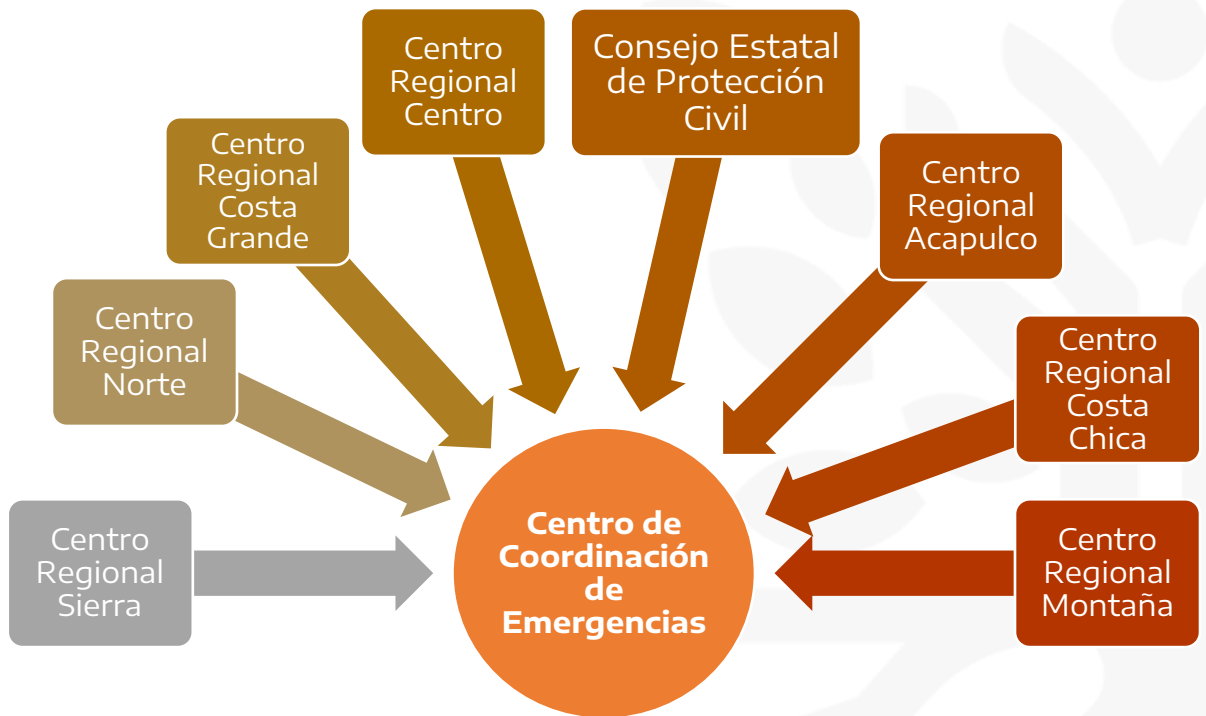 Centro
Regional
Sierra
Centro
Regional
Norte
Centro
Regional
Costa
Grande
Centro
Regional
Centro
Consejo Estatal
de Protección
Civil
Centro
Regional
Acapulco
Centro
Regional
Costa
Chica
Centro
Regional
Montaña
Centro de
Coordinación
de
Emergencias